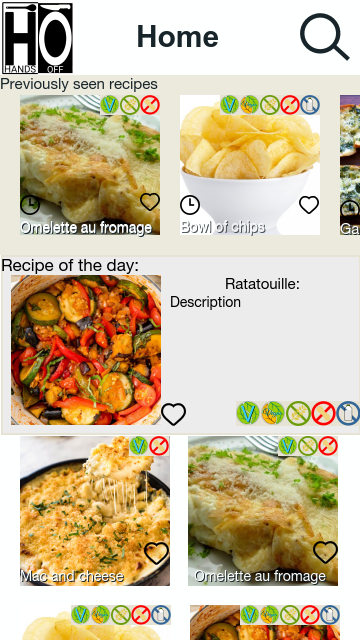 HO
HANDS OFF
Home
Previously seen recipes
Omelette au fromage
Bowl of chips
Ga
Recipe of the day:
Ratatouille:
Description
Mac and cheese
Omelette au fromage